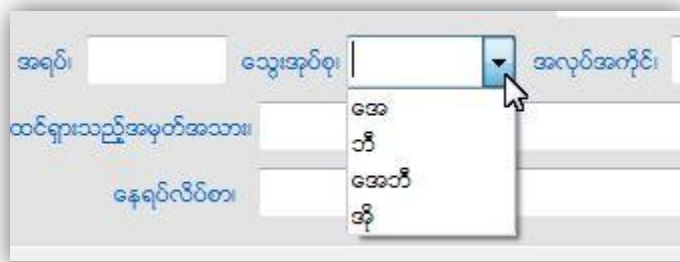 အရပ်၊ သွေးအုပ်စု၊ အလုပ်အကိုင်၊
အေ
ထင်ရှားသည့်အမှတ်အသား၊
ဘီ
အေဘီ
နေရပ်လိပ်စာ၊
အို